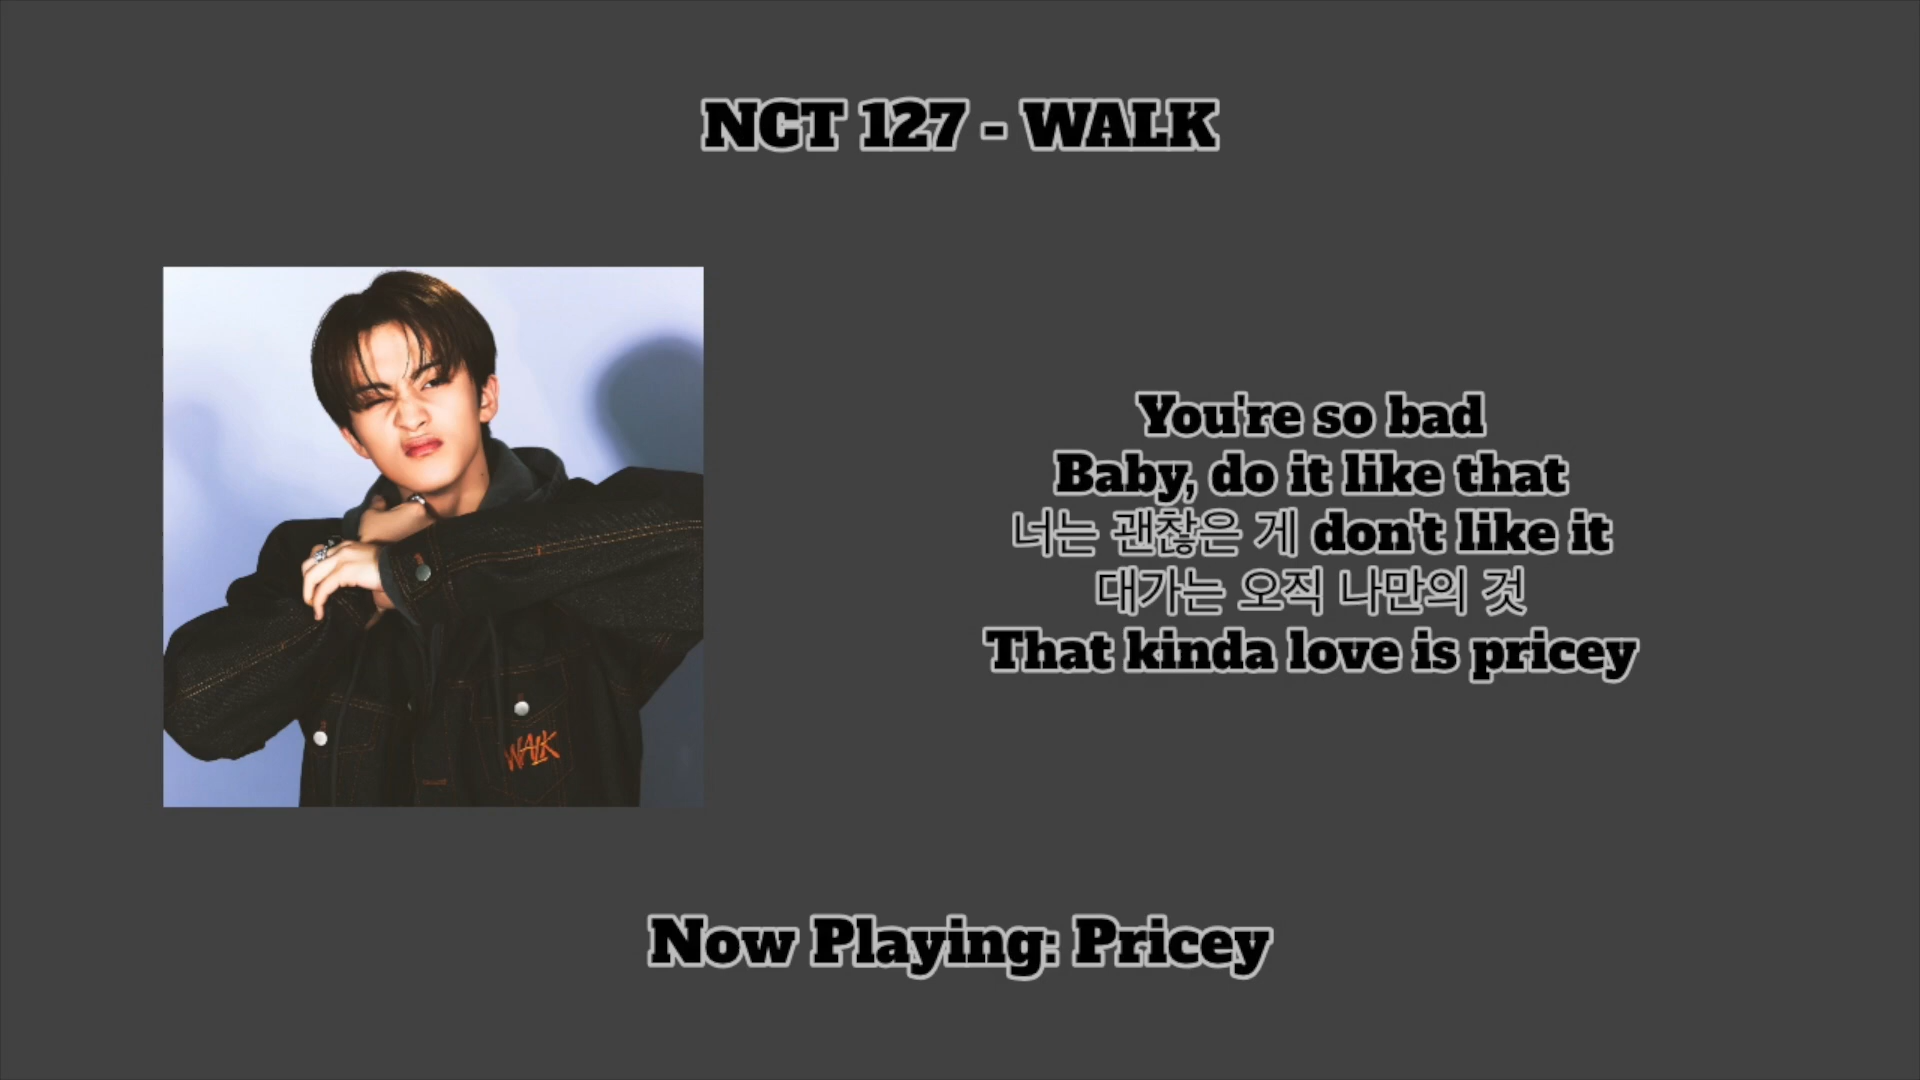 NCT 127 - WALK
You're so bad
Baby, do it like that
너는 괜찮은 게 don't like it
대가는 오직 나만의 것
That kinda love is pricey
WALK
Now Playing: Pricey